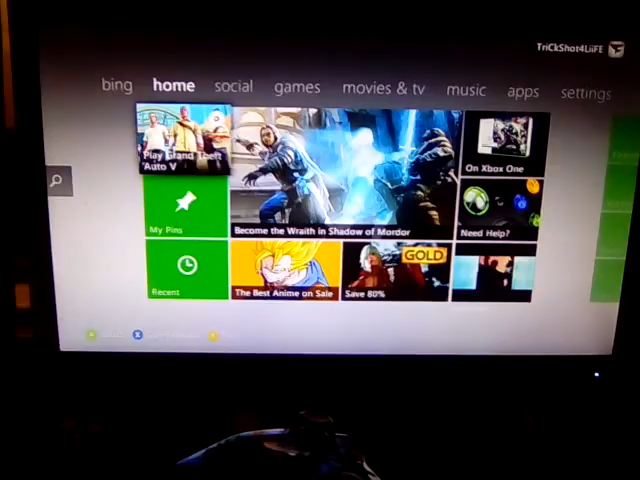 TriCkShot4LiiFE
bing home social games movies & tv music apps settings
Play Grand Theft
Auto V
On Xbox One
My Pins
Become the Wraith in Shadow of Mordor
Need Help?
Recent
The Best Anime on Sale
GOLD
Save 80%